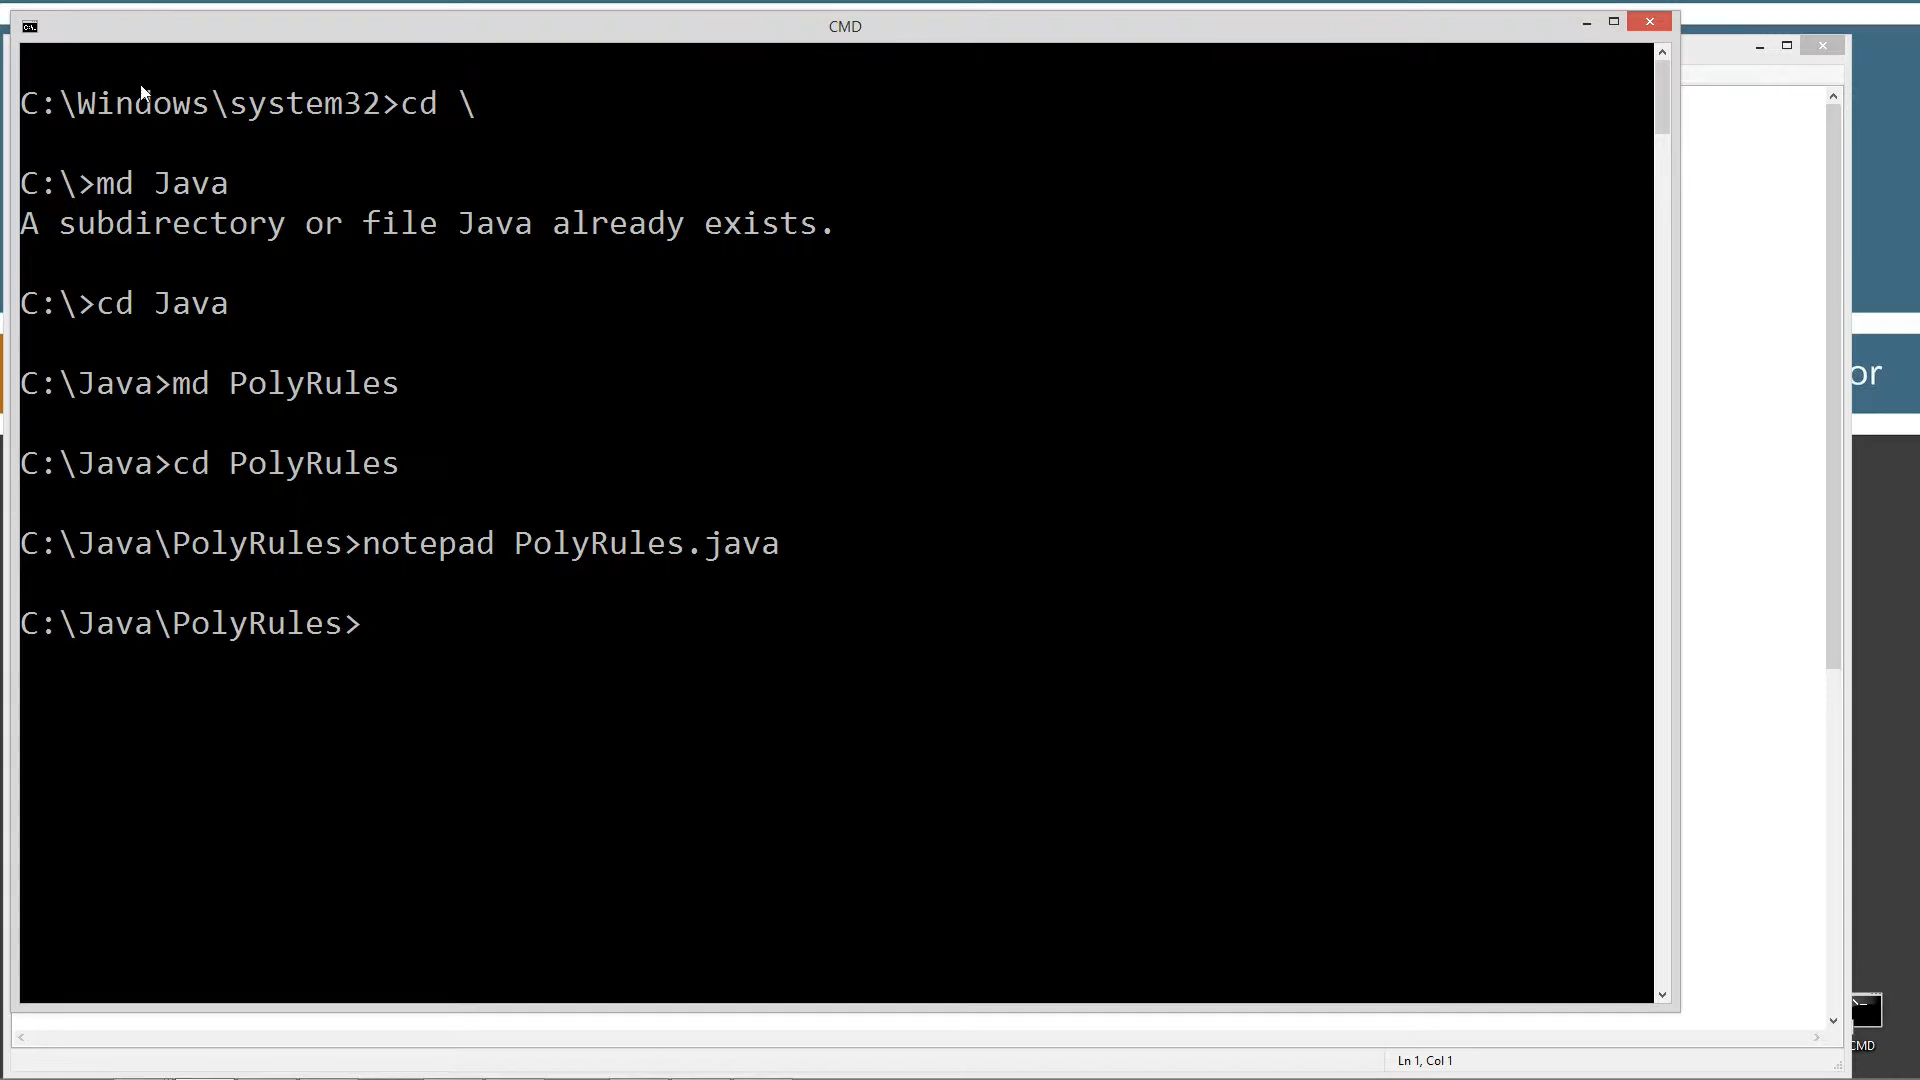 CMD
C:\Windows\system32>cd \
C:\>md Java
A subdirectory or file Java already exists.
C:\>cd Java
C:\Java>md PolyRules
C:\Java>cd PolyRules
C:\Java\PolyRules>notepad PolyRules.java
C:\Java\PolyRules>
or
CMD
Ln 1, Col 1